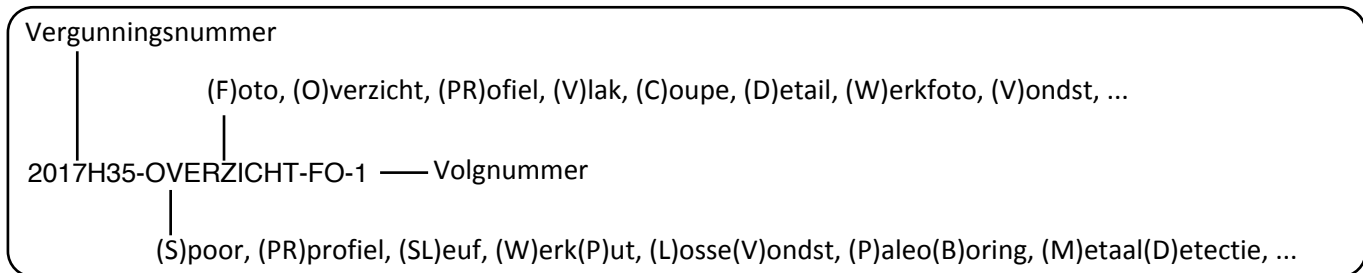 Vergunningsnummer
(F)oto, (O)verzicht, (PR)ofiel, (V)lak, (C)oupe, (D)etail, (W)erkfoto, (V)ondst, ...
2017H35-OVERZICHT-FO-1 Volgnummer
(S)poor, (PR)profiel, (SL)euf, (W)erk(P)ut, (L)osse(V)ondst, (P)aleo(B)oring, (M)etaal(D)etectie, ...